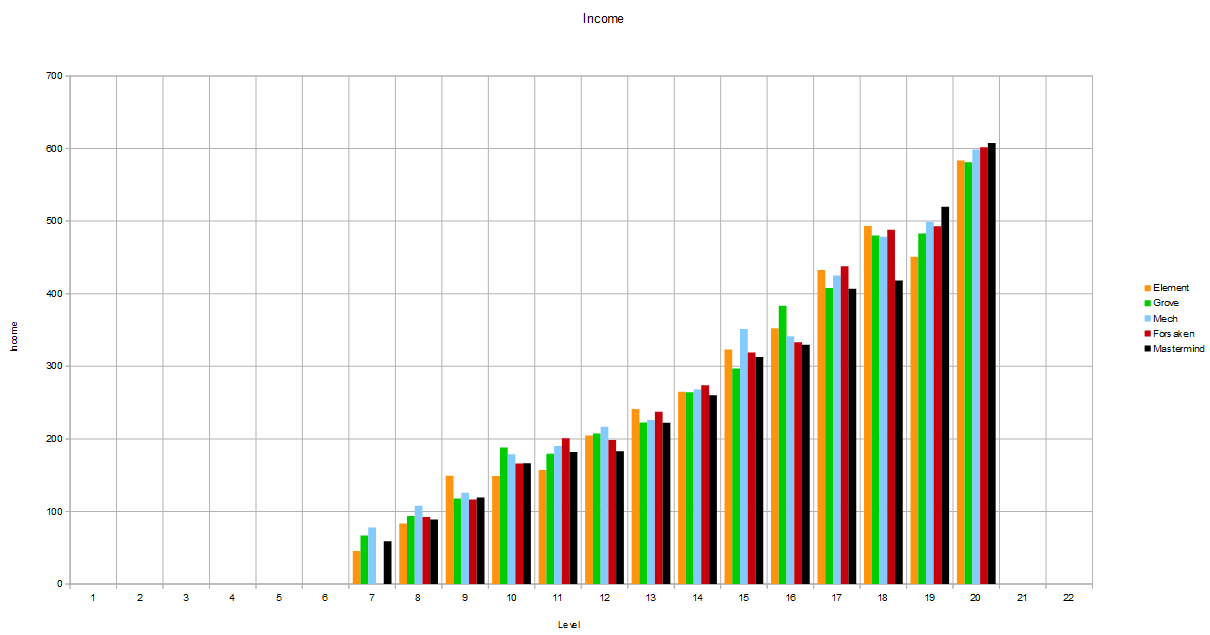 Income
700
600
500
400
300
200
100
0
Income
1 2 3 4 5 6 7 8 9 10 11 12 13 14 15 16 17 18 19 20 21 22
Level
Element
Grove
Mech
Forsaken
Mastermind